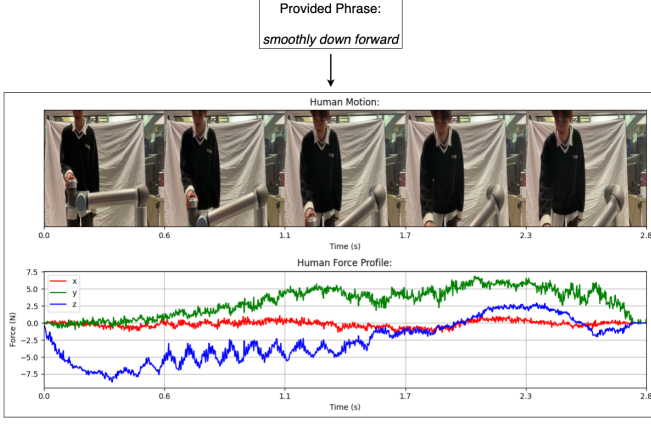 Provided Phrase:
smoothly down forward
Human Motion:
0.0 0.6 1.1 1.7 2.3 2.8
Time (s)
Human Force Profile:
7.5
5.0
2.5
0.0
−2.5
−5.0
−7.5
Force (N)
x
y
z
0.0 0.6 1.1 1.7 2.3 2.8
Time (s)